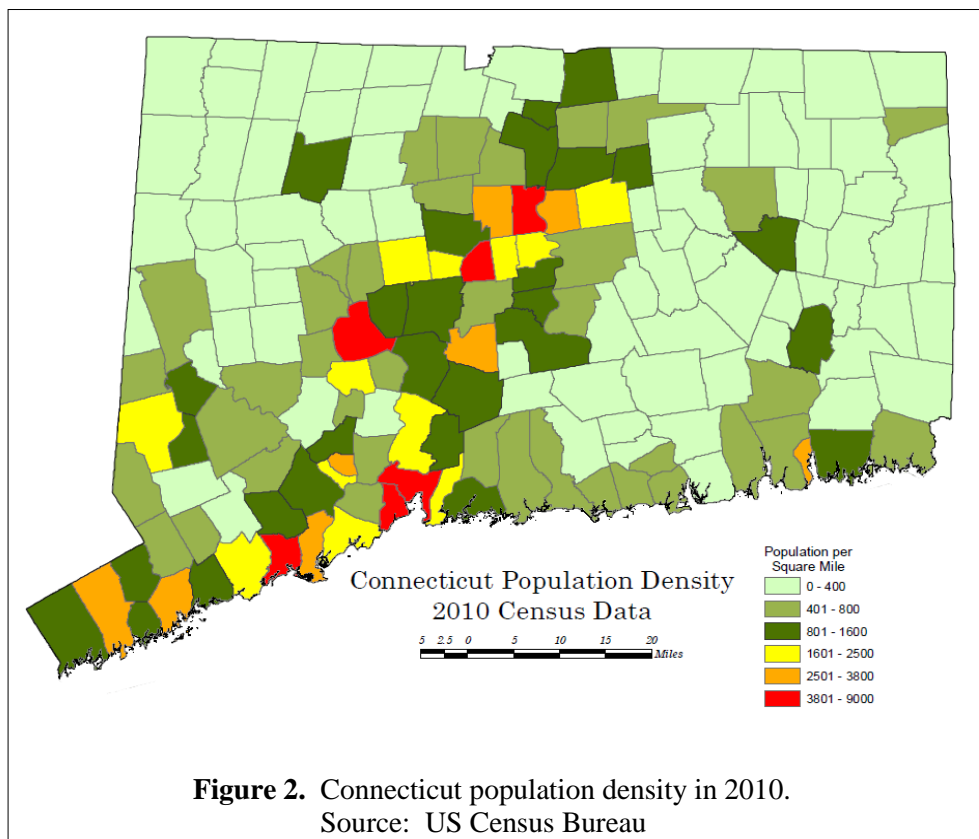 Connecticut Population Density
2010 Census Data
5 2.5 0 5 10 15 20
Miles
Population per
Square Mile
0 - 400
401 - 800
801 - 1600
1601 - 2500
2501 - 3800
3801 - 9000
Figure 2. Connecticut population density in 2010.
Source: US Census Bureau